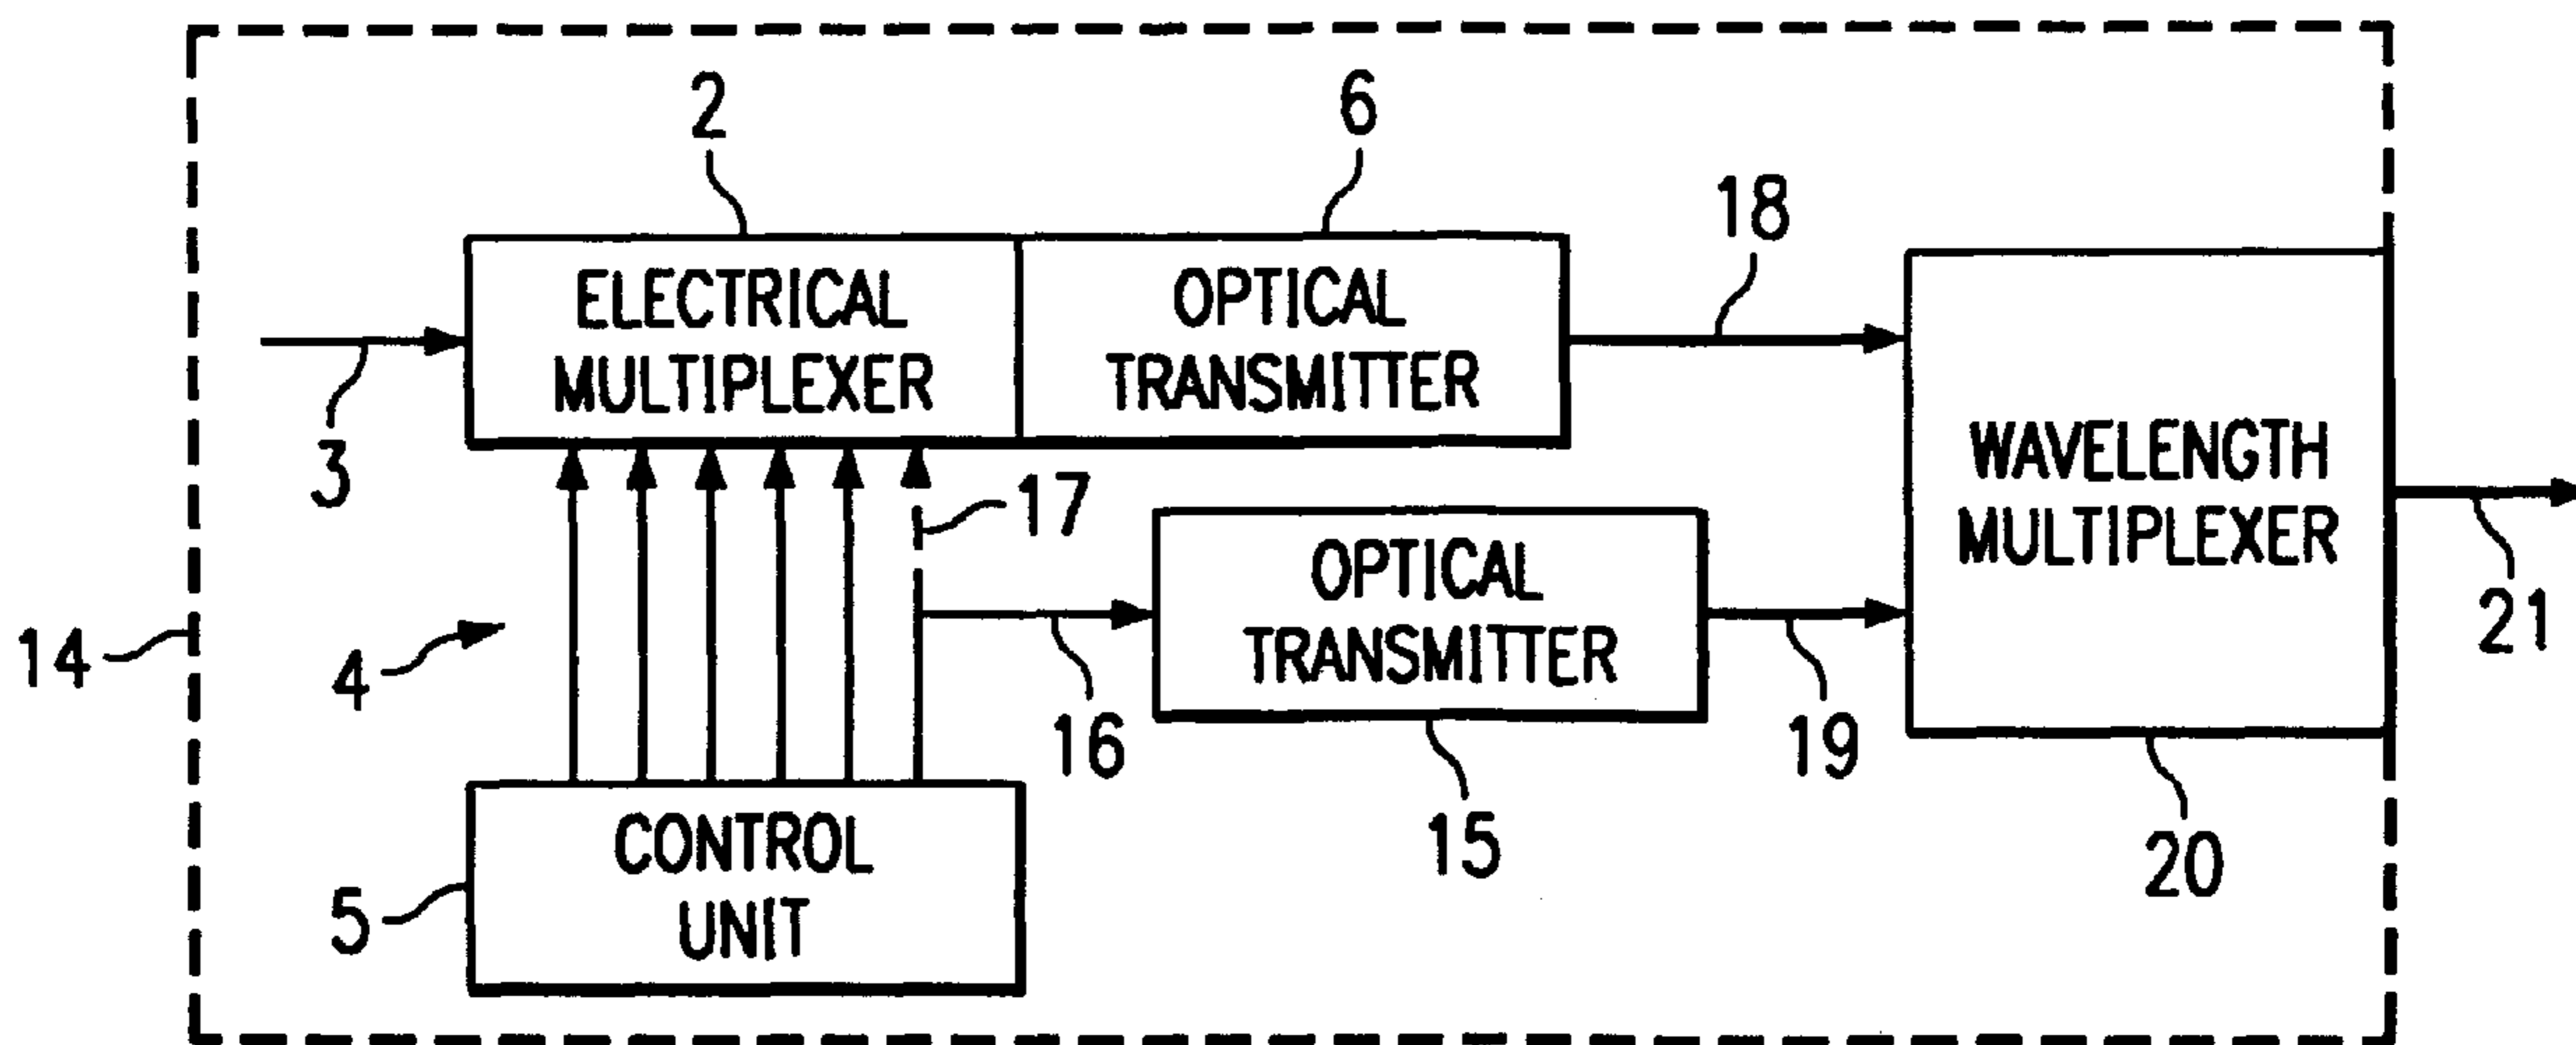 2
6
18
ELECTRICAL
MULTIPLEXER
OPTICAL
TRANSMITTER
3
17
WAVELENGTH
MULTIPLEXER
21
14
4
16
OPTICAL
TRANSMITTER
19
15
20
5
CONTROL
UNIT